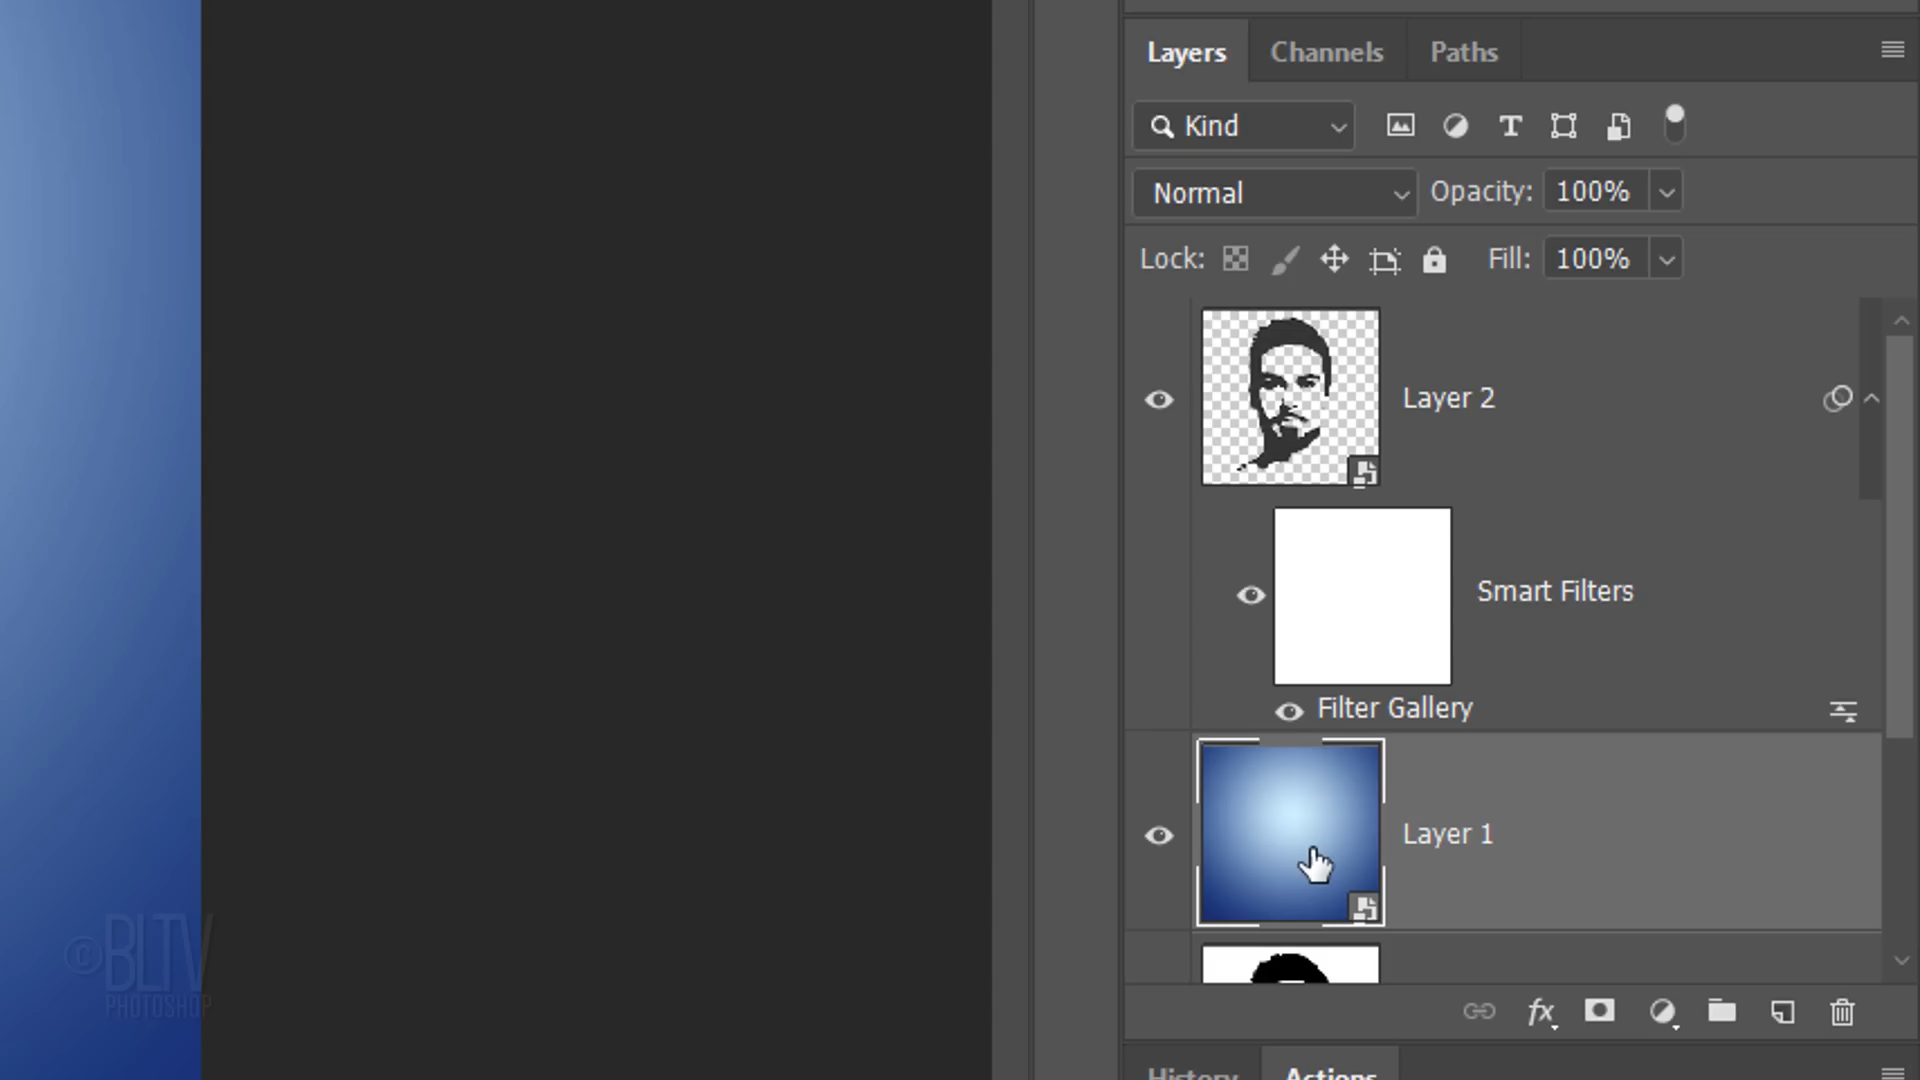 Layers Channels Paths
Kind
Normal Opacity: 100%
Lock: Fill: 100%
Layer 2
Smart Filters
Filter Gallery
Layer 1
fx
History Actions
©BLTV
PHOTOSHOP